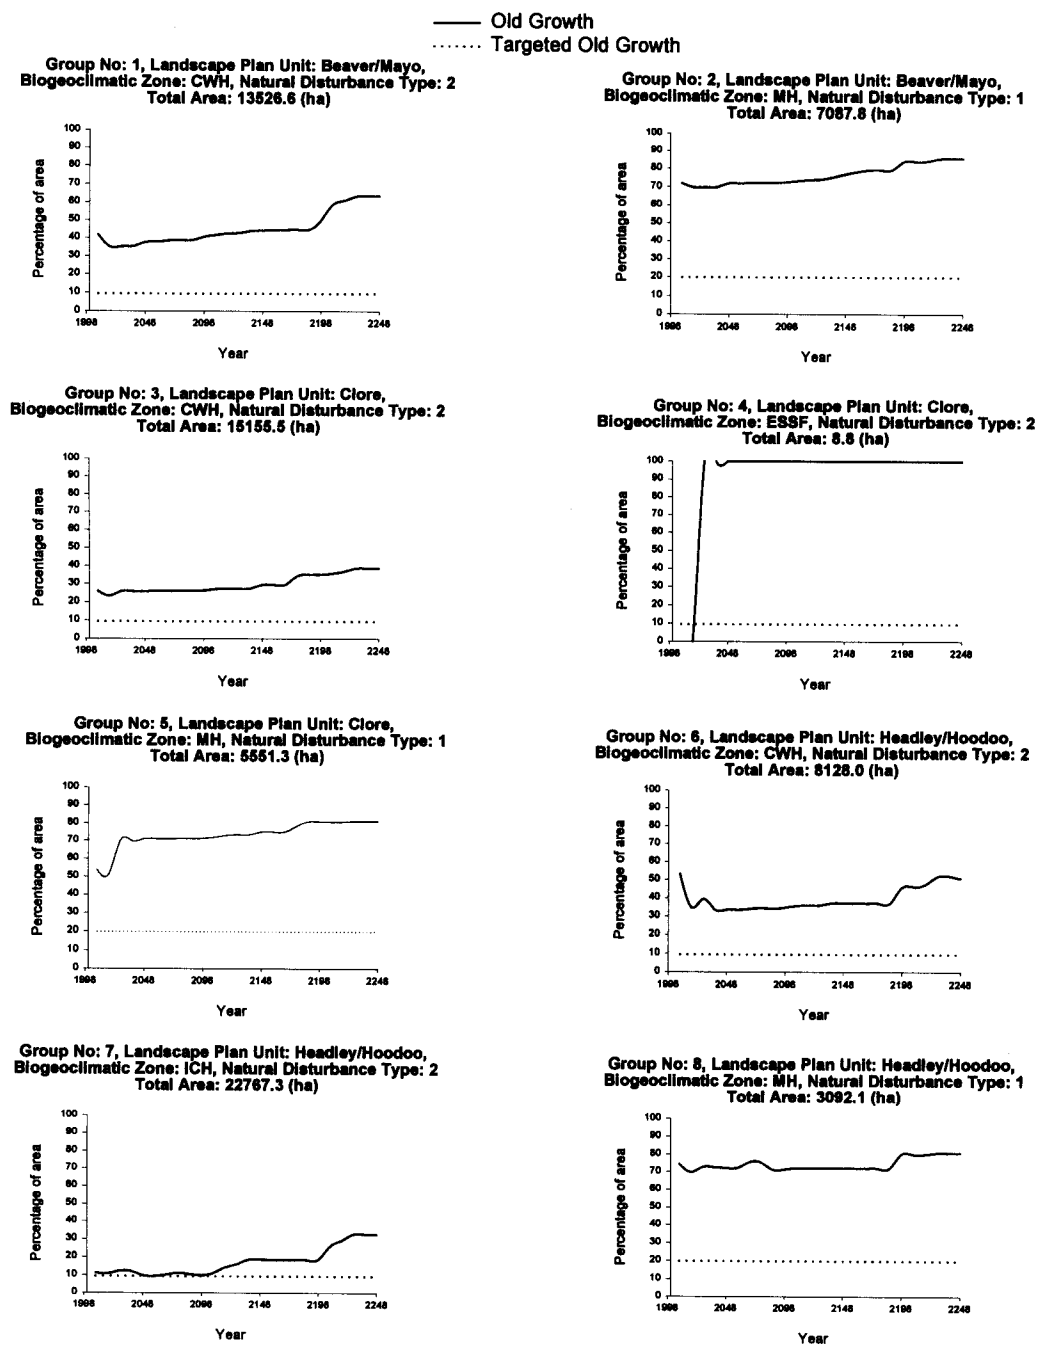 Old Growth
Targeted Old Growth
Group No: 1, Landscape Plan Unit: Beaver/Mayo,
Biogeoclimatic Zone: CWH, Natural Disturbance Type: 2
Total Area: 13526.6 (ha)
Percentage of area
100
90
80
70
60
50
40
30
20
10
0
1996 2046 2096 2146 2196 2246
Year
Group No: 2, Landscape Plan Unit: Beaver/Mayo,
Biogeoclimatic Zone: MH, Natural Disturbance Type: 1
Total Area: 7087.8 (ha)
Percentage of area
100
90
80
70
60
50
40
30
20
10
0
1996 2046 2096 2146 2196 2246
Year
Group No: 3, Landscape Plan Unit: Clore,
Biogeoclimatic Zone: CWH, Natural Disturbance Type: 2
Total Area: 15155.5 (ha)
Percentage of area
100
90
80
70
60
50
40
30
20
10
0
1996 2046 2096 2146 2196 2246
Year
Group No: 4, Landscape Plan Unit: Clore,
Biogeoclimatic Zone: ESSF, Natural Disturbance Type: 2
Total Area: 8.8 (ha)
Percentage of area
100
90
80
70
60
50
40
30
20
10
0
1996 2046 2096 2146 2196 2246
Year
Group No: 5, Landscape Plan Unit: Clore,
Biogeoclimatic Zone: MH, Natural Disturbance Type: 1
Total Area: 5551.3 (ha)
Percentage of area
100
90
80
70
60
50
40
30
20
10
0
1996 2046 2096 2146 2196 2246
Year
Group No: 6, Landscape Plan Unit: Headley/Hoodoo,
Biogeoclimatic Zone: CWH, Natural Disturbance Type: 2
Total Area: 8128.0 (ha)
Percentage of area
100
90
80
70
60
50
40
30
20
10
0
1996 2046 2096 2146 2196 2246
Year
Group No: 7, Landscape Plan Unit: Headley/Hoodoo,
Biogeoclimatic Zone: ICH, Natural Disturbance Type: 2
Total Area: 22767.3 (ha)
Percentage of area
100
90
80
70
60
50
40
30
20
10
0
1996 2046 2096 2146 2196 2246
Year
Group No: 8, Landscape Plan Unit: Headley/Hoodoo,
Biogeoclimatic Zone: MH, Natural Disturbance Type: 1
Total Area: 3092.1 (ha)
Percentage of area
100
90
80
70
60
50
40
30
20
10
0
1996 2046 2096 2146 2196 2246
Year